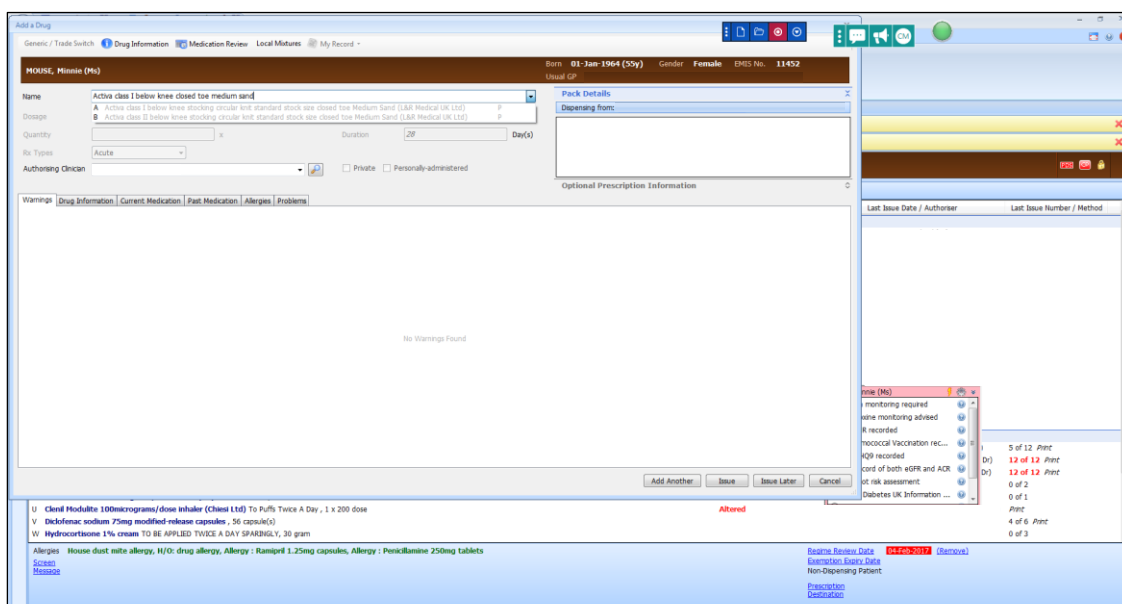 Add a Drug
Generic / Trade Switch Drug Information Medication Review Local Mixtures My Record
CM
MOUSE, Minnie (Ms)
Born 01-Jan-1964 (55y) Gender Female EMIS No. 11452
Usual GP
Name Activa class I below knee closed toe medium sand
A Activa class I below knee stocking circular knit standard stock size closed toe Medium Sand (L&R Medical UK Ltd) P
B Activa class II below knee stocking circular knit standard stock size closed toe Medium Sand (L&R Medical UK Ltd) P
Dosage
Quantity x Duration 28 Day(s)
Rx Types Acute
Authorising Clinician Private Personally-administered
Pack Details
Dispensing from:
Optional Prescription Information
Warnings Drug Information Current Medication Past Medication Allergies Problems
No Warnings Found
Add Another Issue Issue Later Cancel
Last Issue Date / Authoriser Last Issue Number / Method
nnie (Ms)
monitoring required
xine monitoring advised
R recorded
mococcal Vaccination rec...
IQ9 recorded
cord of both eGFR and ACR
ot risk assessment
Diabetes UK Information ...
) 5 of 12 Print
Dr) 12 of 12 Print
Dr) 12 of 12 Print
0 of 2
0 of 1
U Clenil Modulite 100micrograms/dose inhaler (Chiesi Ltd) To Puffs Twice A Day , 1 x 200 dose Altered Print
V Diclofenac sodium 75mg modified-release capsules , 56 capsule(s) 4 of 6 Print
W Hydrocortisone 1% cream TO BE APPLIED TWICE A DAY SPARINGLY, 30 gram 0 of 3
Allergies House dust mite allergy, H/O: drug allergy, Allergy : Ramipril 1.25mg capsules, Allergy : Penicillamine 250mg tablets
Screen
Message
Regime Review Date 04-Feb-2017 (Remove)
Exemption Expiry Date
Non-Dispensing Patient
Prescription
Destination